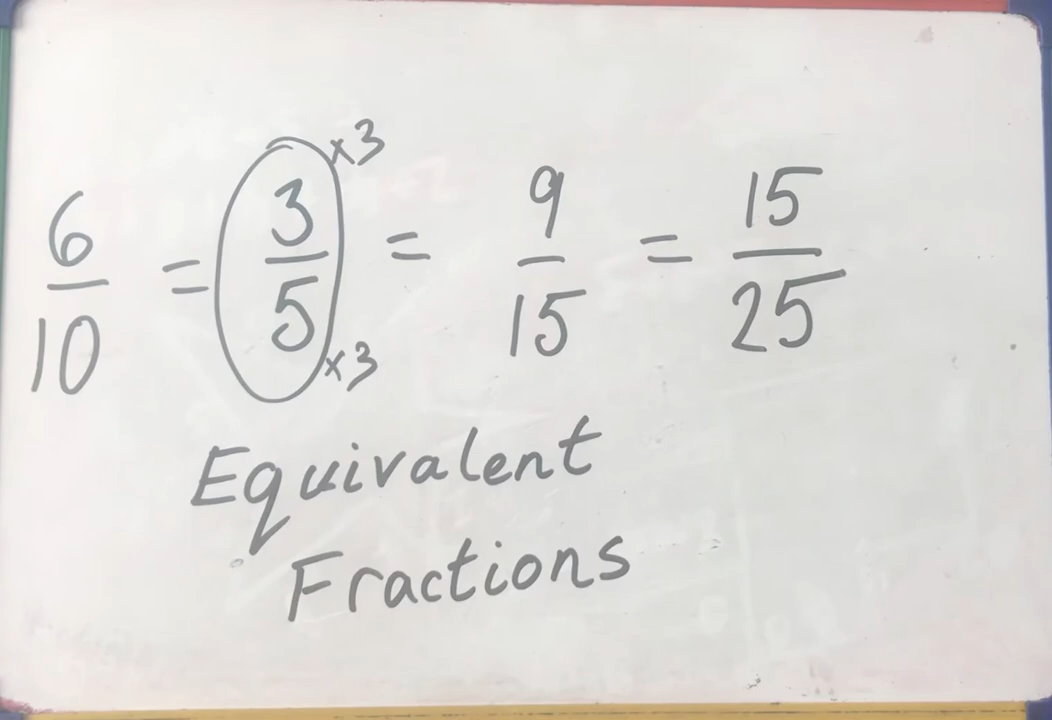 ×3
6/10 = 3/5 = 9/15 = 15/25
×3
Equivalent
Fractions